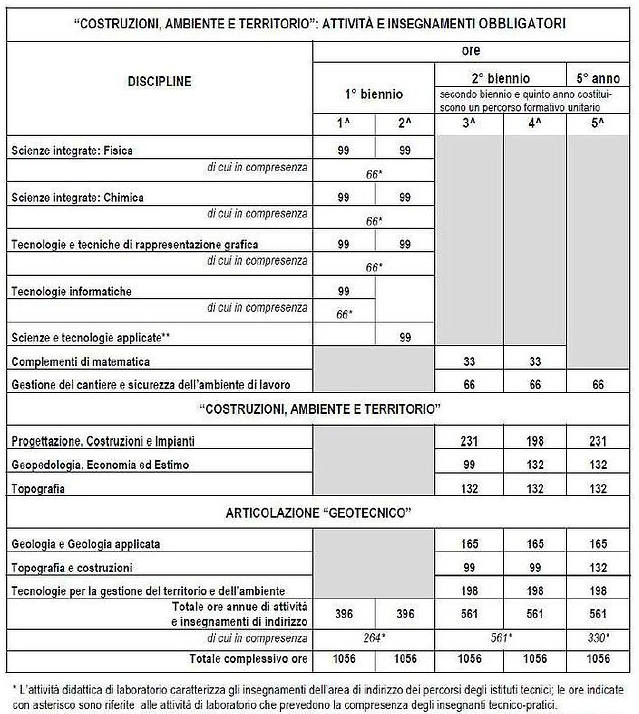 “COSTRUZIONI, AMBIENTE E TERRITORIO”: ATTIVITÀ E INSEGNAMENTI OBBLIGATORI
ore
DISCIPLINE
1° biennio
2° biennio
5° anno
secondo biennio e quinto anno costitui-
scono un percorso formativo unitario
1^ 2^ 3^ 4^ 5^
Scienze integrate: Fisica 99 99
di cui in compresenza 66*
Scienze integrate: Chimica 99 99
di cui in compresenza 66*
Tecnologie e tecniche di rappresentazione grafica 99 99
di cui in compresenza 66*
Tecnologie informatiche 99
di cui in compresenza 66*
Scienze e tecnologie applicate** 99
Complementi di matematica 33 33
Gestione del cantiere e sicurezza dell’ambiente di lavoro 66 66 66
“COSTRUZIONI, AMBIENTE E TERRITORIO”
Progettazione, Costruzioni e Impianti 231 198 231
Geopedologia, Economia ed Estimo 99 132 132
Topografia 132 132 132
ARTICOLAZIONE “GEOTECNICO”
Geologia e Geologia applicata 165 165 165
Topografia e costruzioni 99 99 132
Tecnologie per la gestione del territorio e dell’ambiente 198 198 198
Totale ore annue di attività
e insegnamenti di indirizzo 396 396 561 561 561
di cui in compresenza 264* 561* 330*
Totale complessivo ore 1056 1056 1056 1056 1056
* L’attività didattica di laboratorio caratterizza gli insegnamenti dell’area di indirizzo dei percorsi degli istituti tecnici; le ore indicate
con asterisco sono riferite alle attività di laboratorio che prevedono la compresenza degli insegnanti tecnico-pratici.